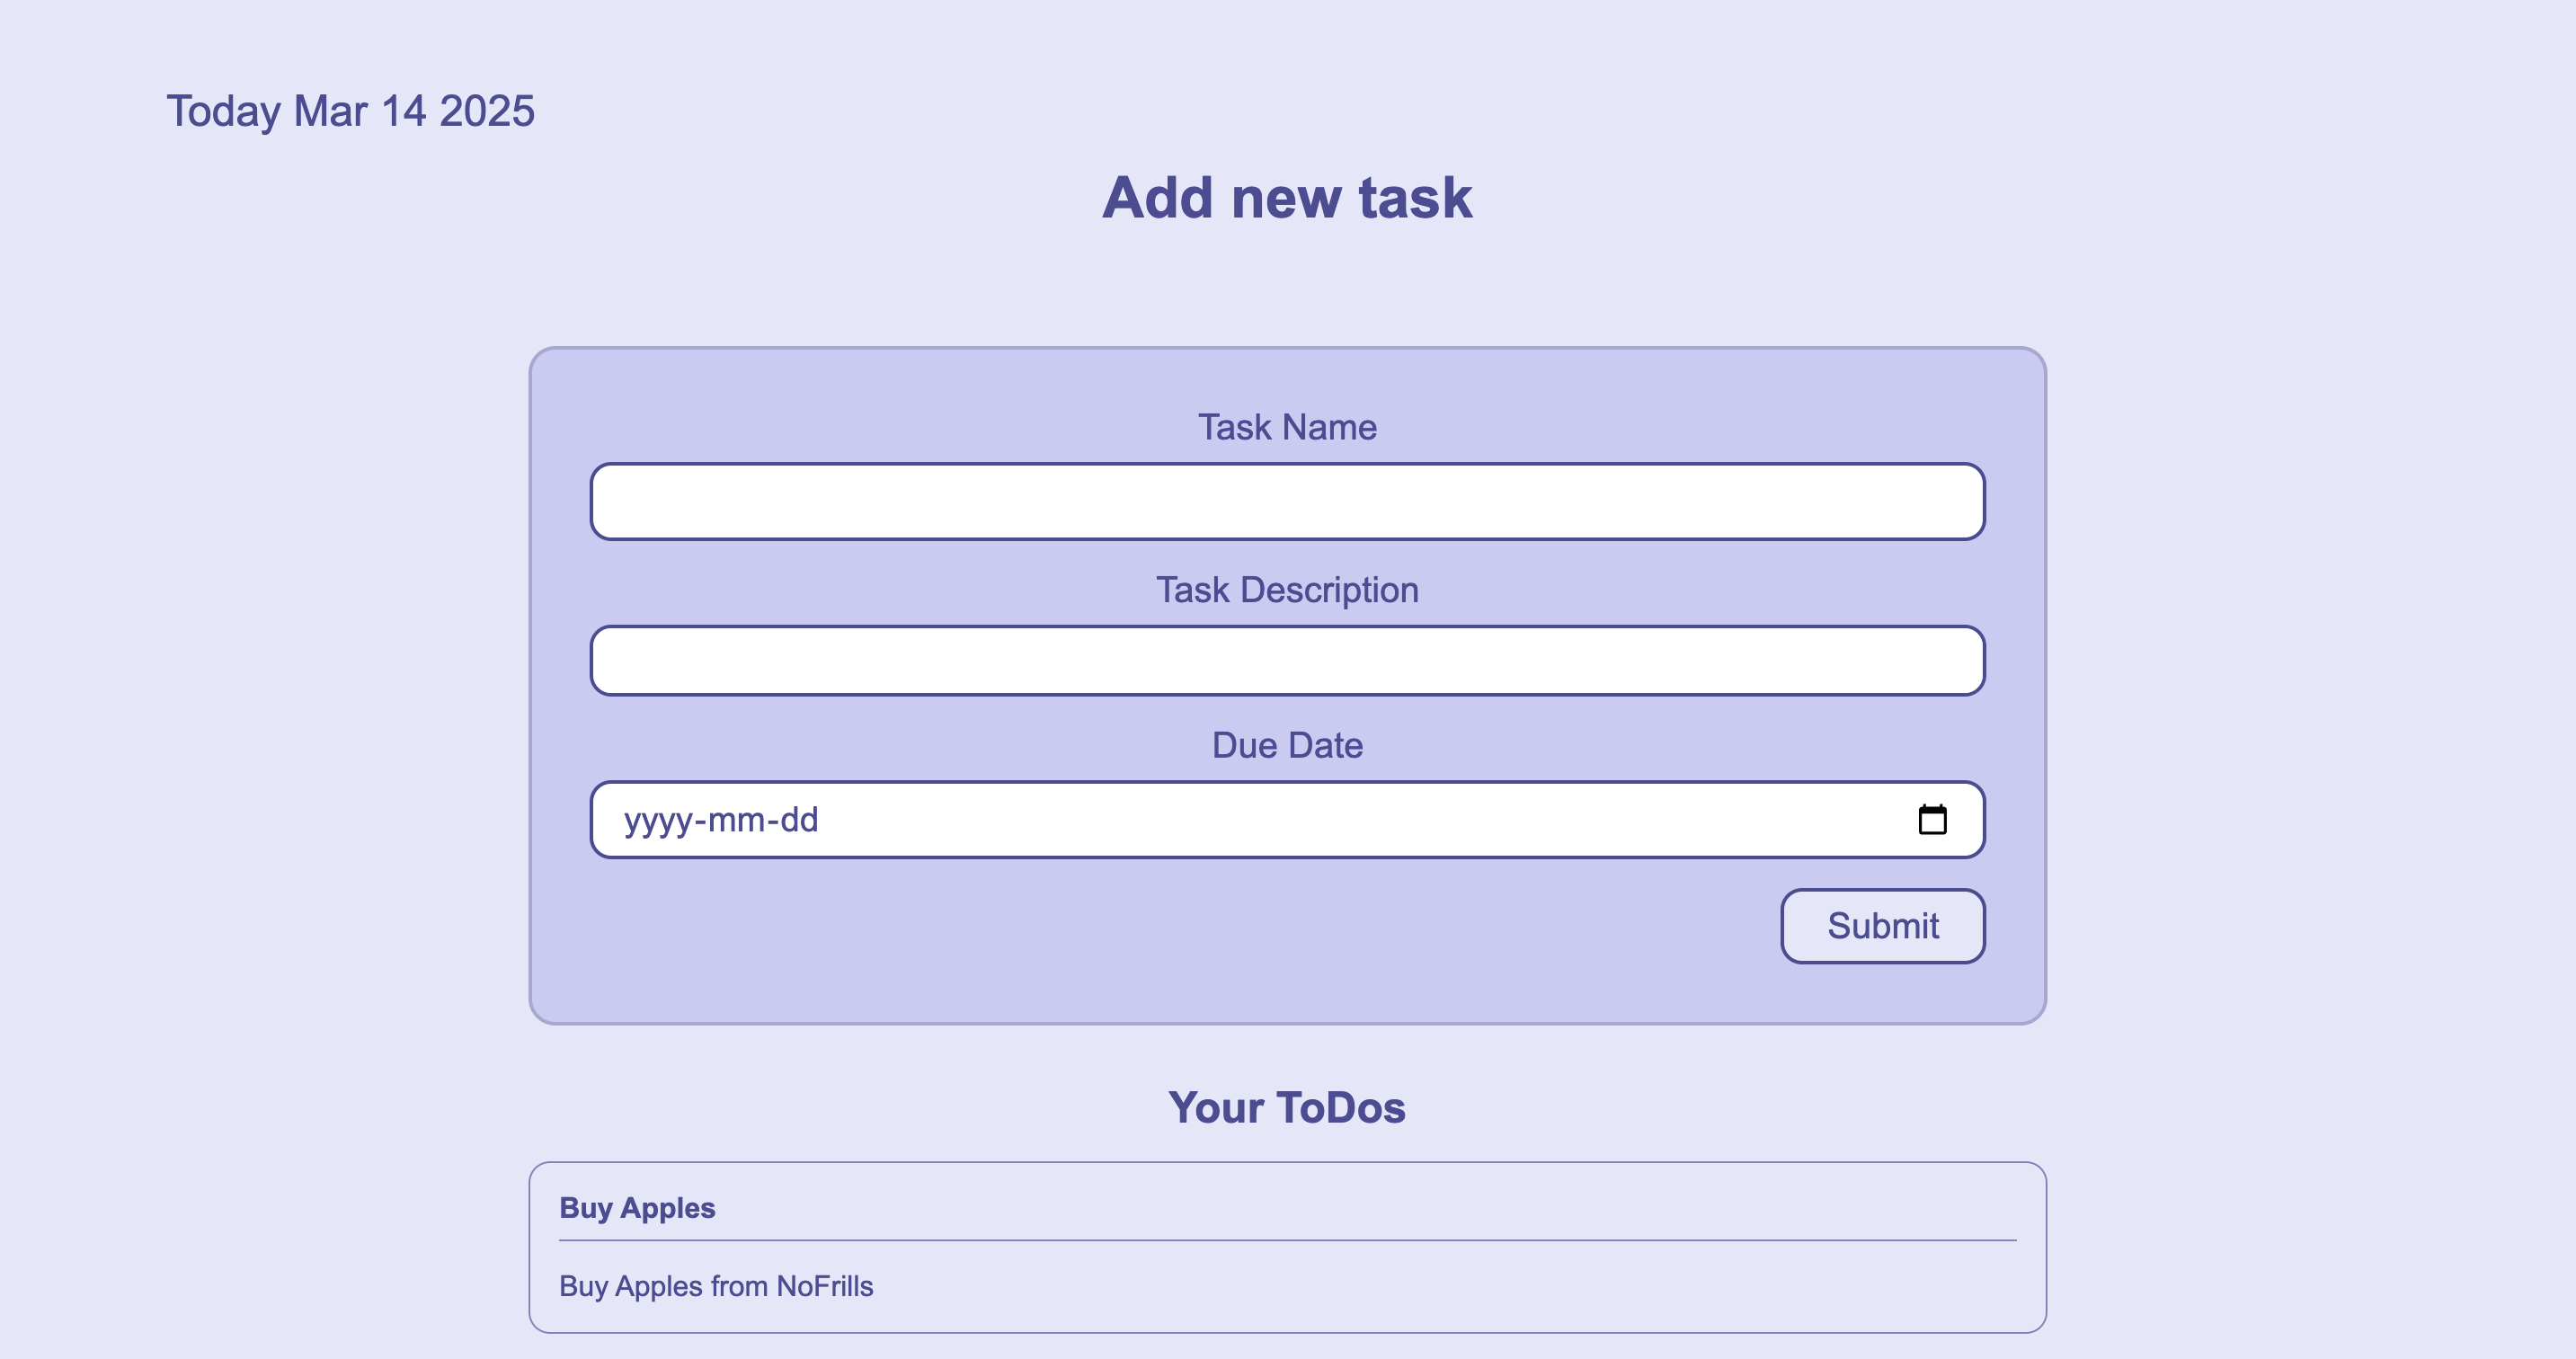 Today Mar 14 2025
Add new task
Task Name
Task Description
Due Date
yyyy-mm-dd
Submit
Your ToDos
Buy Apples
Buy Apples from NoFrills